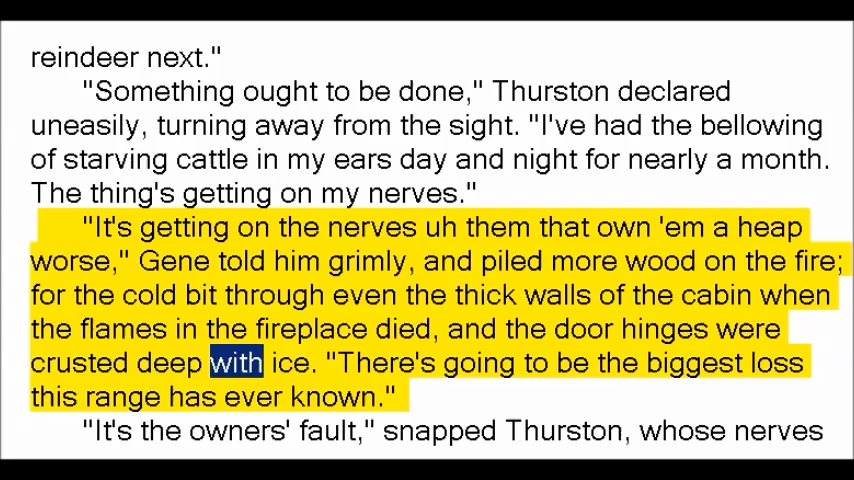 reindeer next."
"Something ought to be done," Thurston declared
uneasily, turning away from the sight. "I've had the bellowing
of starving cattle in my ears day and night for nearly a month.
The thing's getting on my nerves."
"It's getting on the nerves uh them that own 'em a heap
worse," Gene told him grimly, and piled more wood on the fire;
for the cold bit through even the thick walls of the cabin when
the flames in the fireplace died, and the door hinges were
crusted deep with ice. "There's going to be the biggest loss
this range has ever known."
"It's the owners' fault," snapped Thurston, whose nerves